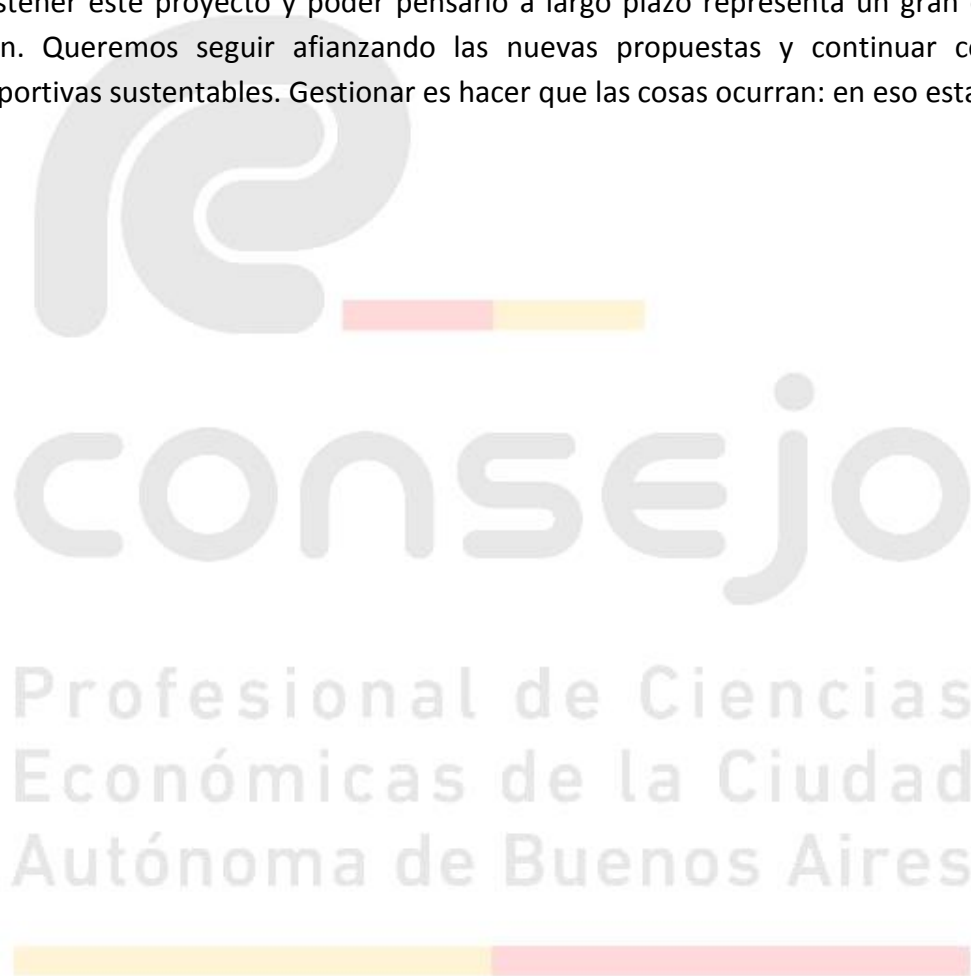 este proyecto y poder pensarlo a largo plazo representa un gran
Queremos seguir afianzando las nuevas propuestas y continuar
sustentables. Gestionar es hacer que las cosas ocurran: en eso
consejo
Profesional de Ciencias
Económicas de la Ciudad
Autónoma de Buenos Aires